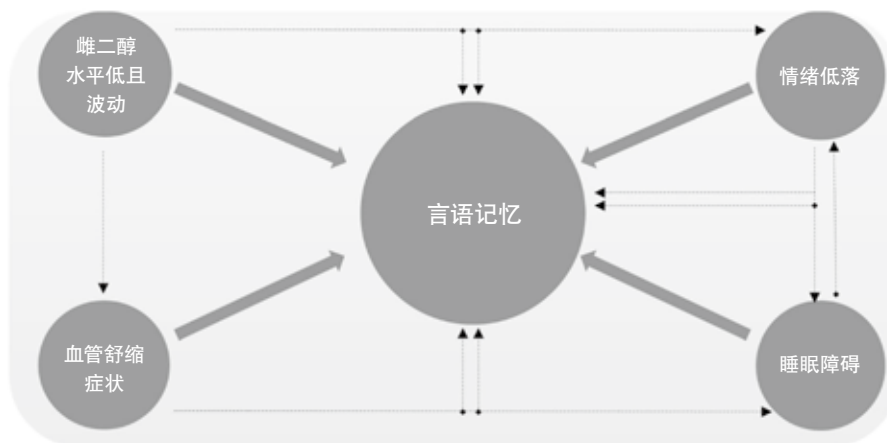 雌二醇
水平低且
波动
情绪低落
言语记忆
血管舒缩
症状
睡眠障碍